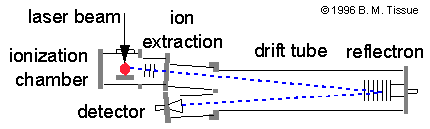 © 1996 B. M. Tissue
laser beam
ion
extraction
drift tube
reflectron
ionization
chamber
detector